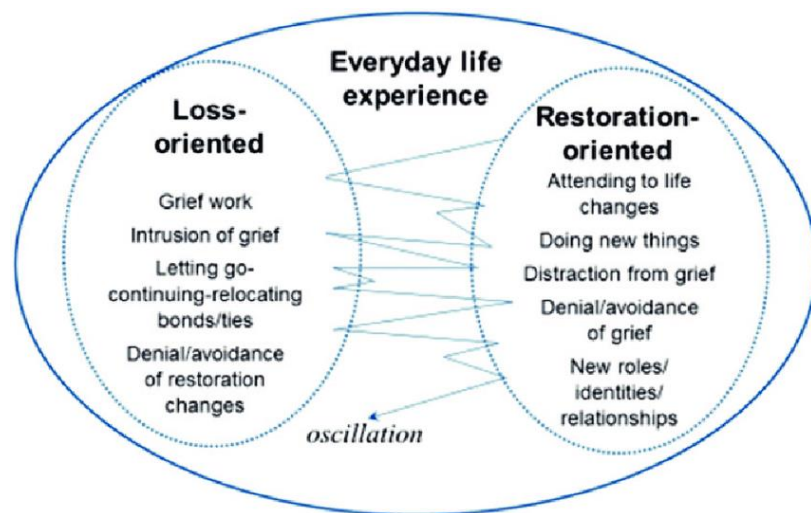 Everyday life
experience
Loss-
oriented
Grief work
Intrusion of grief
Letting go-
continuing-relocating
bonds/ties
Denial/avoidance
of restoration
changes
Restoration-
oriented
Attending to life
changes
Doing new things
Distraction from grief
Denial/avoidance
of grief
New roles/
identities/
relationships
oscillation